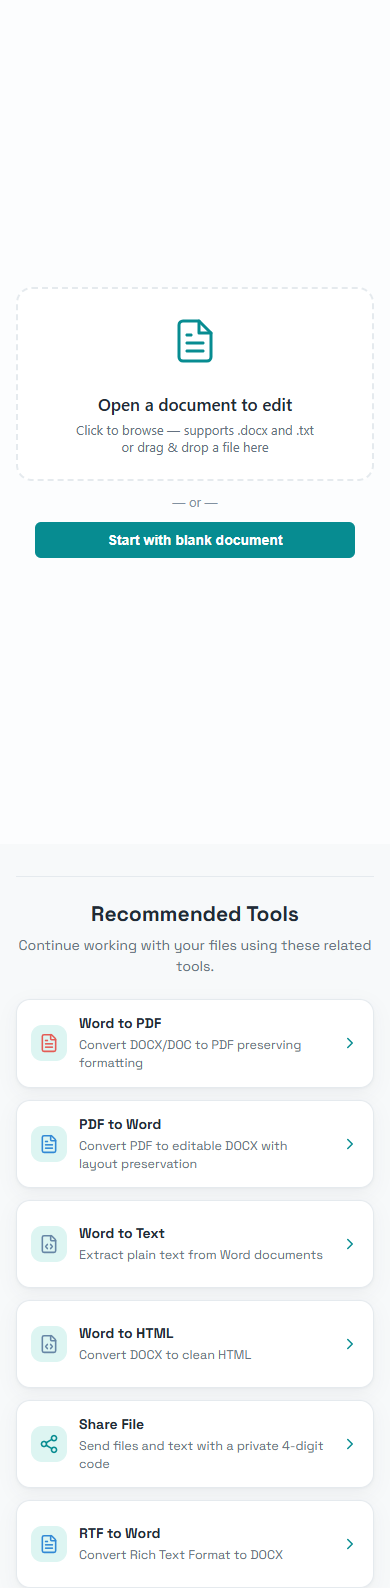 Open a document to edit
Click to browse — supports .docx and .txt
or drag & drop a file here
— or —
Start with blank document
Recommended Tools
Continue working with your files using these related
tools.
Word to PDF
Convert DOCX/DOC to PDF preserving
formatting
PDF to Word
Convert PDF to editable DOCX with
layout preservation
Word to Text
Extract plain text from Word documents
Word to HTML
Convert DOCX to clean HTML
Share File
Send files and text with a private 4-digit
code
RTF to Word
Convert Rich Text Format to DOCX